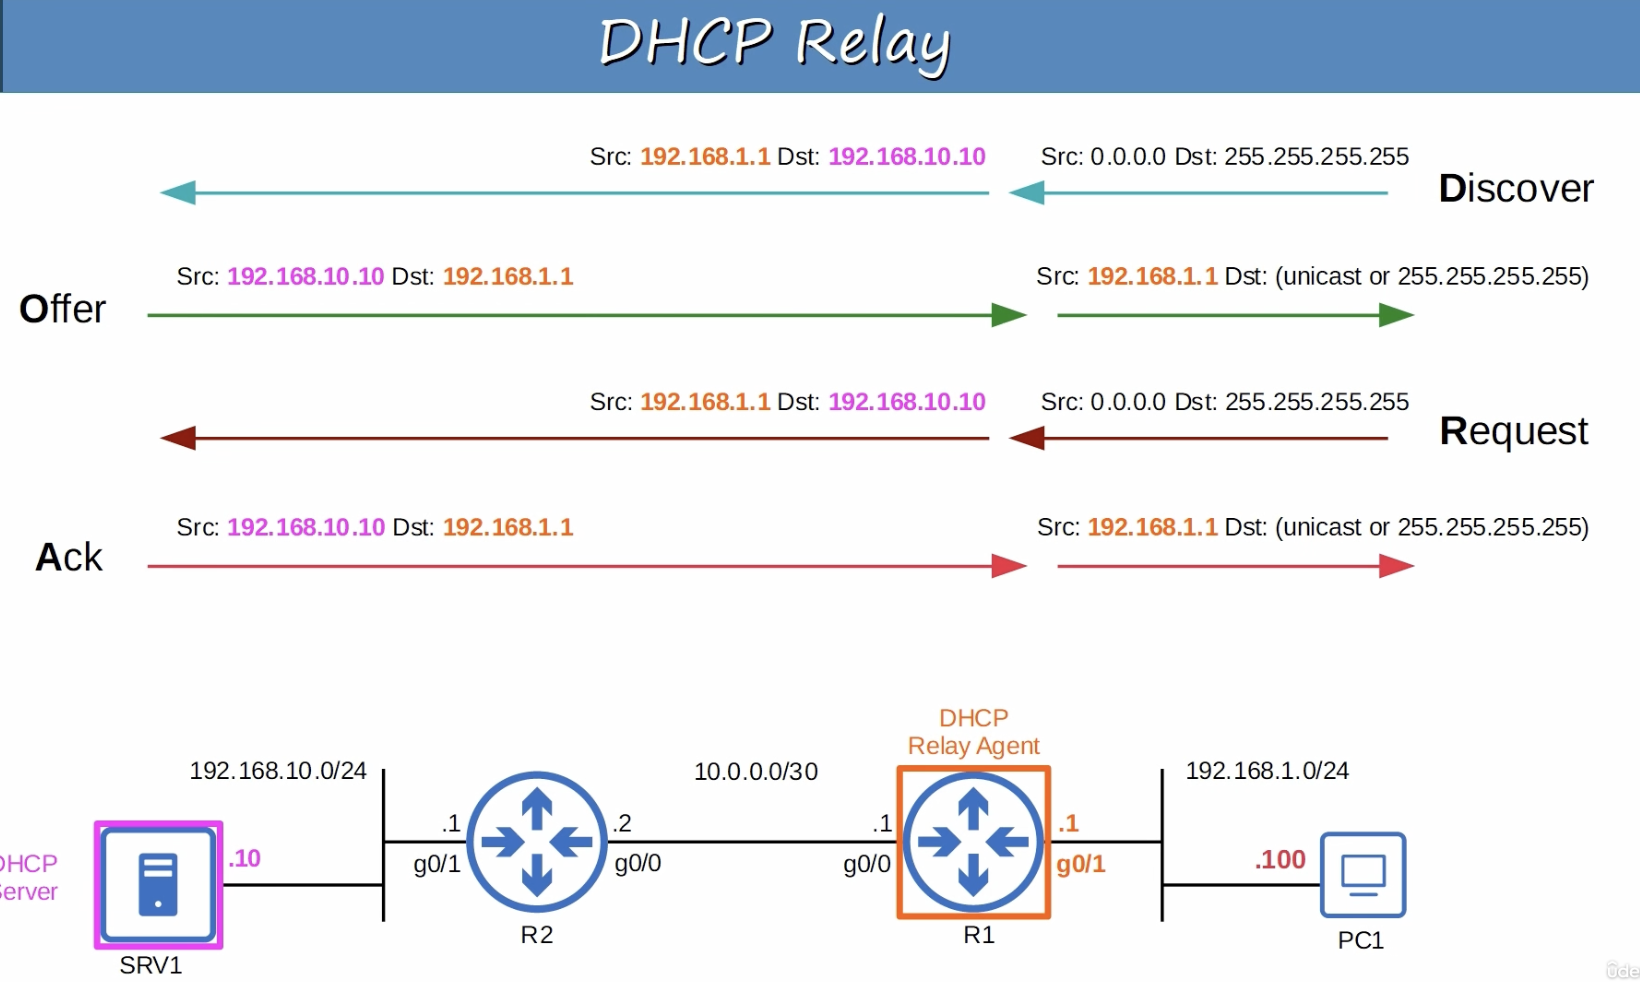 DHCP Relay
Src: 192.168.1.1 Dst: 192.168.10.10
Src: 0.0.0.0 Dst: 255.255.255.255
Discover
Src: 192.168.10.10 Dst: 192.168.1.1
Src: 192.168.1.1 Dst: (unicast or 255.255.255.255)
Offer
Src: 192.168.1.1 Dst: 192.168.10.10
Src: 0.0.0.0 Dst: 255.255.255.255
Request
Src: 192.168.10.10 Dst: 192.168.1.1
Src: 192.168.1.1 Dst: (unicast or 255.255.255.255)
Ack
DHCP
Relay Agent
192.168.10.0/24
10.0.0.0/30
192.168.1.0/24
.1
.2
.1
.1
DHCP
Server
.10
g0/1
g0/0
g0/0
g0/1
.100
R2
R1
PC1
SRV1